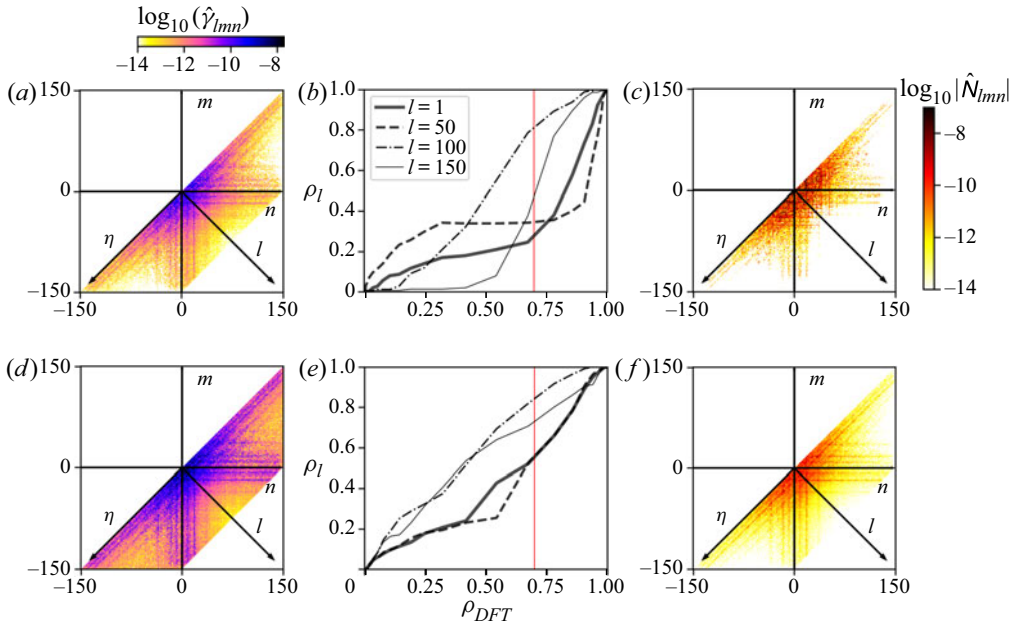 log₁₀(γ̂ₗₘₙ)
−14 −12 −10 −8
(a) 150 m 0 n η l −150 −150 0 150
(b) 1.0 0.8 0.6 ρₗ 0.4 0.2 0 0 0.25 0.50 0.75 1.00
l = 1
l = 50
l = 100
l = 150
(c) 150 m 0 n η l −150 −150 0 150
log₁₀|N̂ₗₘₙ|
−8
−10
−12
−14
(d) 150 m 0 n η l −150 −150 0 150
(e) 1.0 0.8 0.6 ρₗ 0.4 0.2 0 0.25 0.50 0.75 1.00
ρ_DFT
(f) 150 m 0 n η l −150 −150 0 150